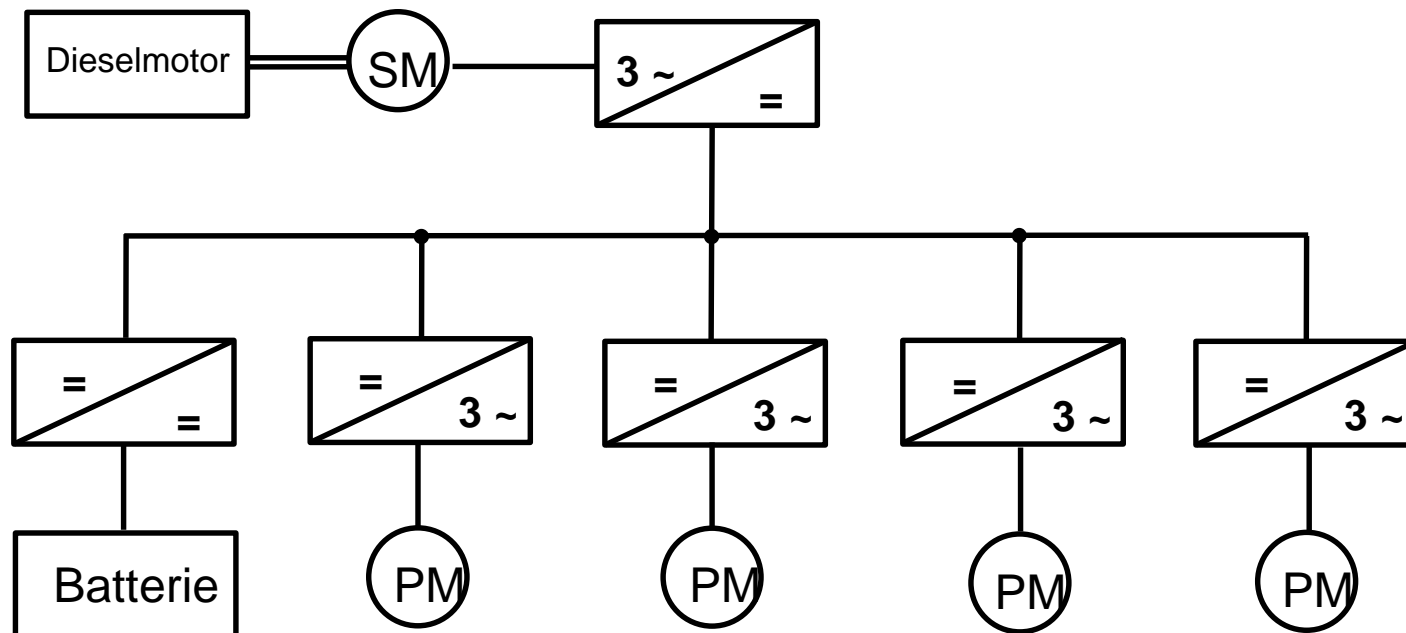 Dieselmotor
SM
3 ~
=
=
=
=
3 ~
=
3 ~
=
3 ~
=
3 ~
Batterie
PM
PM
PM
PM